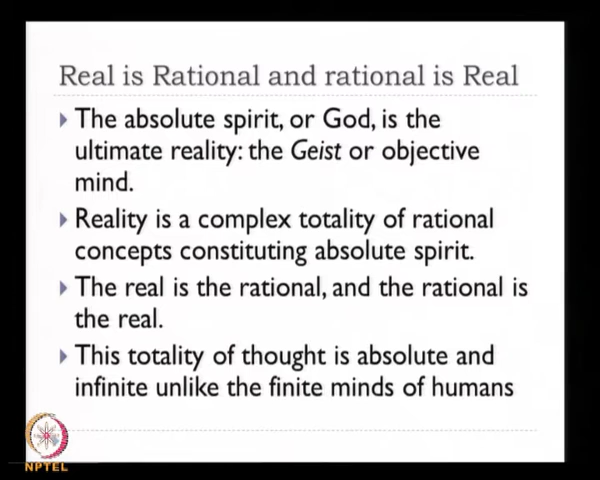 Real is Rational and rational is Real
The absolute spirit, or God, is the
ultimate reality: the Geist or objective
mind.
Reality is a complex totality of rational
concepts constituting absolute spirit.
The real is the rational, and the rational is
the real.
This totality of thought is absolute and
infinite unlike the finite minds of humans
NPTEL